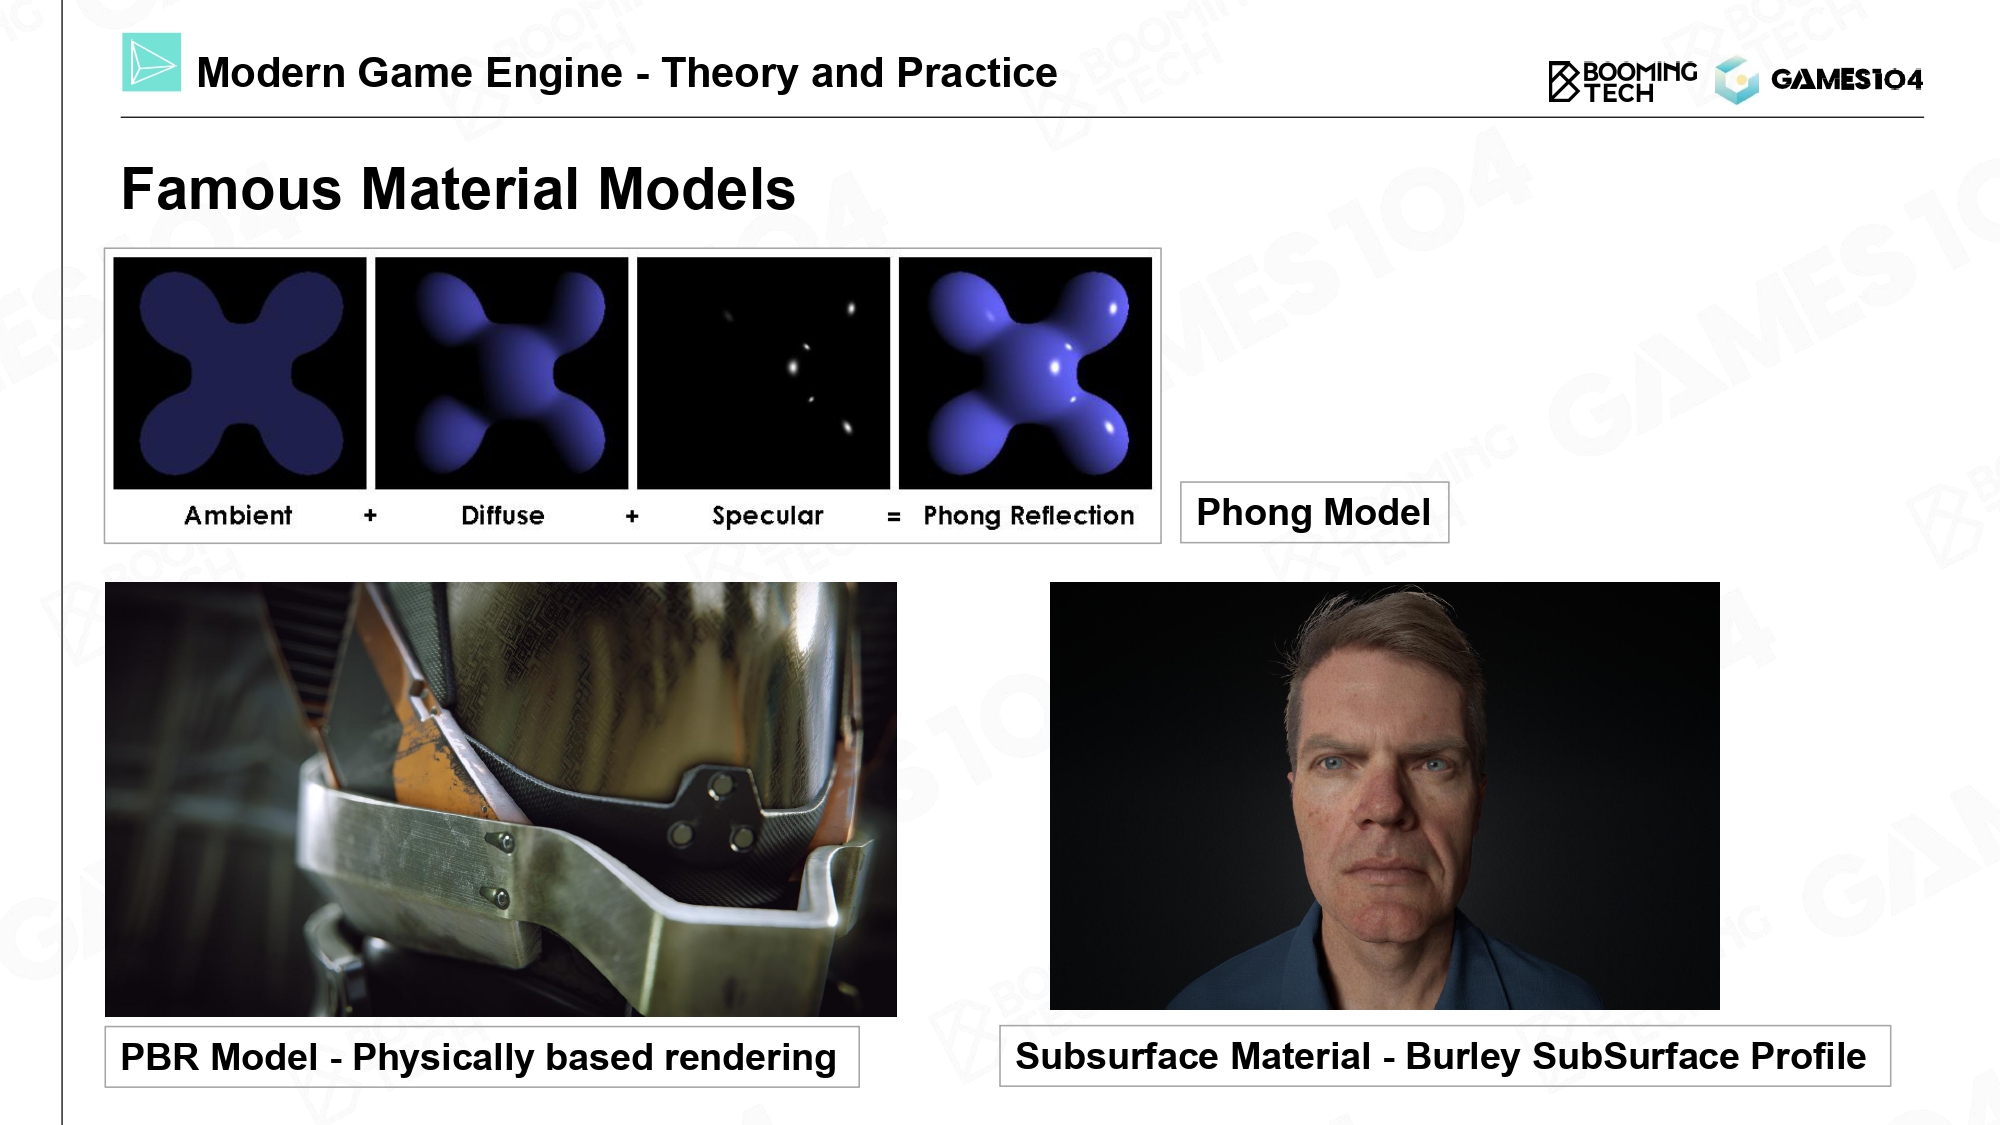 Modern Game Engine - Theory and Practice
BOOMING
TECH
GAMES104
Famous Material Models
Ambient + Diffuse + Specular = Phong Reflection
Phong Model
PBR Model - Physically based rendering
Subsurface Material - Burley SubSurface Profile